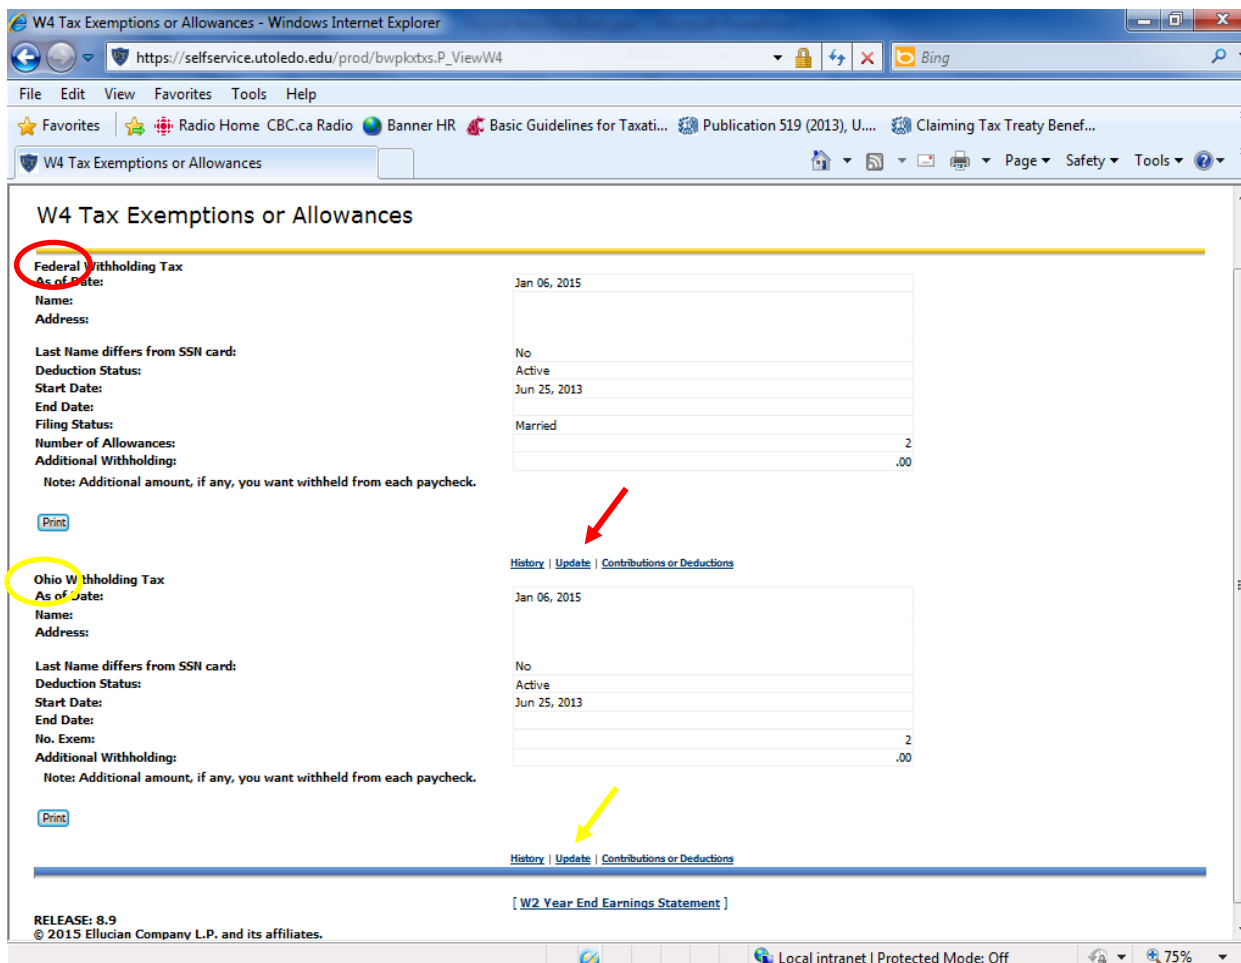 W4 Tax Exemptions or Allowances - Windows Internet Explorer
https://selfservice.utoledo.edu/prod/bwpkxtxs.P_ViewW4
Bing
File Edit View Favorites Tools Help
Favorites Radio Home CBC.ca Radio Banner HR Basic Guidelines for Taxati... Publication 519 (2013), U.... Claiming Tax Treaty Benef...
W4 Tax Exemptions or Allowances Page Safety Tools
W4 Tax Exemptions or Allowances
Federal Withholding Tax
As of Date: Jan 06, 2015
Name:
Address:
Last Name differs from SSN card: No
Deduction Status: Active
Start Date: Jun 25, 2013
End Date:
Filing Status: Married
Number of Allowances: 2
Additional Withholding: .00
Note: Additional amount, if any, you want withheld from each paycheck.
Print
History | Update | Contributions or Deductions
Ohio Withholding Tax
As of Date: Jan 06, 2015
Name:
Address:
Last Name differs from SSN card: No
Deduction Status: Active
Start Date: Jun 25, 2013
End Date:
No. Exem: 2
Additional Withholding: .00
Note: Additional amount, if any, you want withheld from each paycheck.
Print
History | Update | Contributions or Deductions
[ W2 Year End Earnings Statement ]
RELEASE: 8.9
© 2015 Ellucian Company L.P. and its affiliates.
Local intranet | Protected Mode: Off 75%